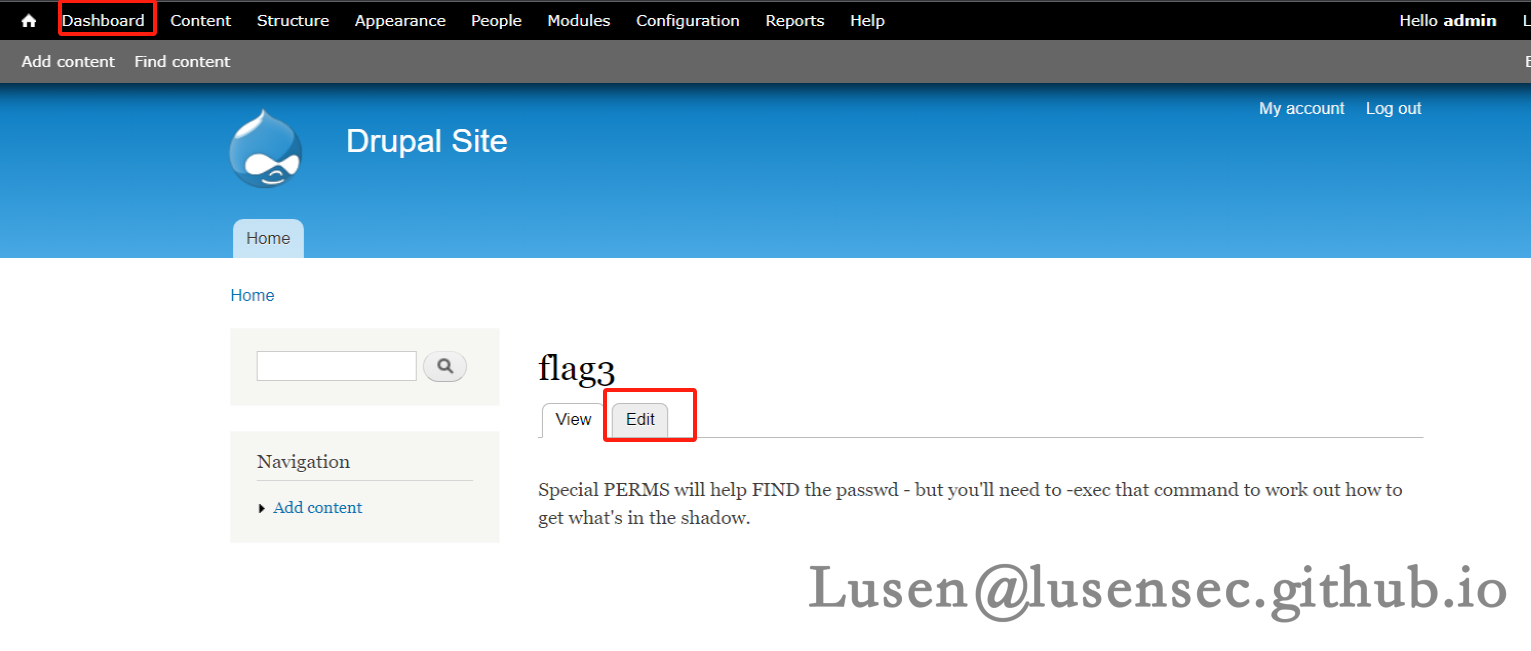 Dashboard Content Structure Appearance People Modules Configuration Reports Help Hello admin
Add content Find content
My account Log out
Drupal Site
Home
Home
flag3
View Edit
Navigation
Add content
Special PERMS will help FIND the passwd - but you'll need to -exec that command to work out how to
get what's in the shadow.
Lusen@lusensec.github.io